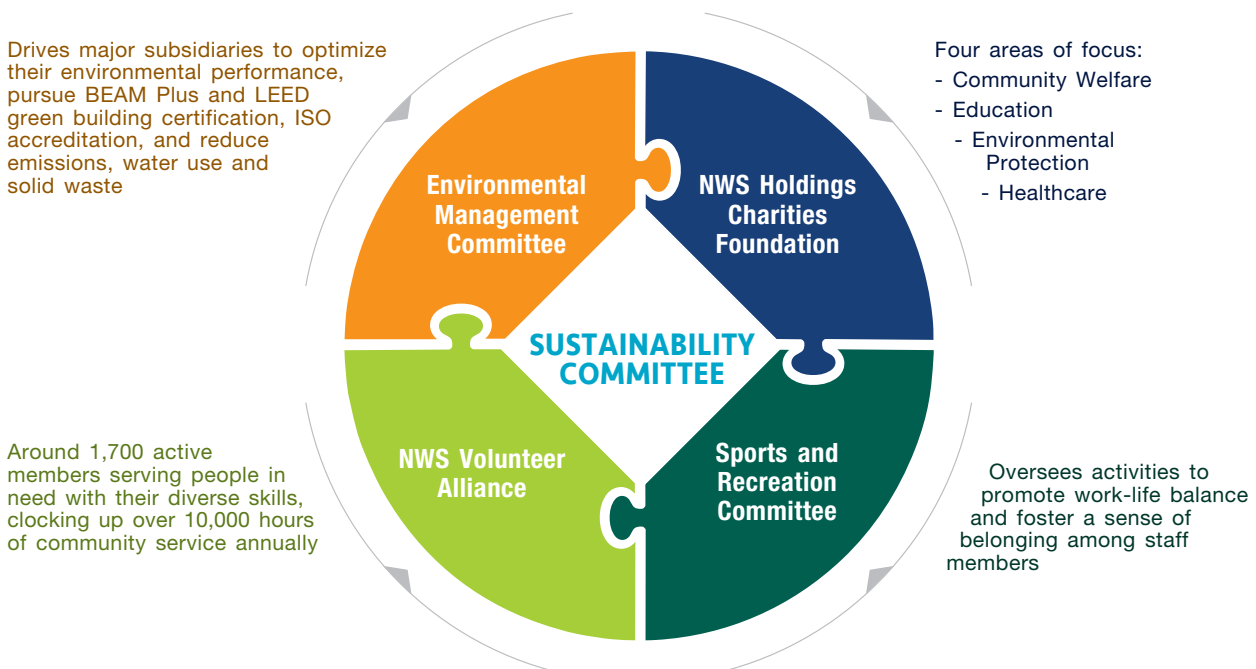 Drives major subsidiaries to optimize
their environmental performance,
pursue BEAM Plus and LEED
green building certification, ISO
accreditation, and reduce
emissions, water use and
solid waste
Environmental
Management
Committee
NWS Holdings
Charities
Foundation
Four areas of focus:
- Community Welfare
- Education
- Environmental
Protection
- Healthcare
SUSTAINABILITY
COMMITTEE
Around 1,700 active
members serving people in
need with their diverse skills,
clocking up over 10,000 hours
of community service annually
NWS Volunteer
Alliance
Sports and
Recreation
Committee
Oversees activities to
promote work-life balance
and foster a sense of
belonging among staff
members